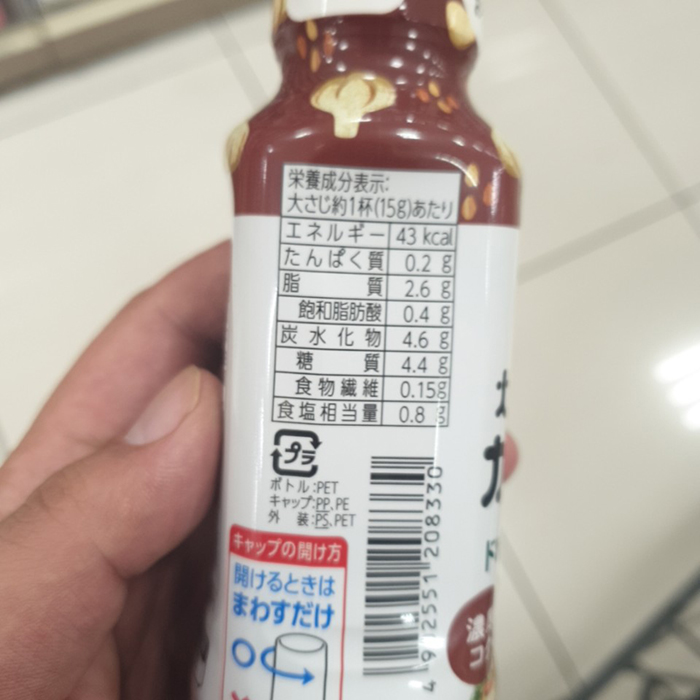 栄養成分表示:
大さじ約1杯(15g)あたり
エネルギー 43 kcal
たんぱく質 0.2 g
脂質 2.6 g
飽和脂肪酸 0.4 g
炭水化物 4.6 g
糖質 4.4 g
食物繊維 0.15g
食塩相当量 0.8 g
プラ
ボトル:PET
キャップ:PP、PE
外装:PS、PET
キャップの開け方
開けるときは
まわすだけ
208330